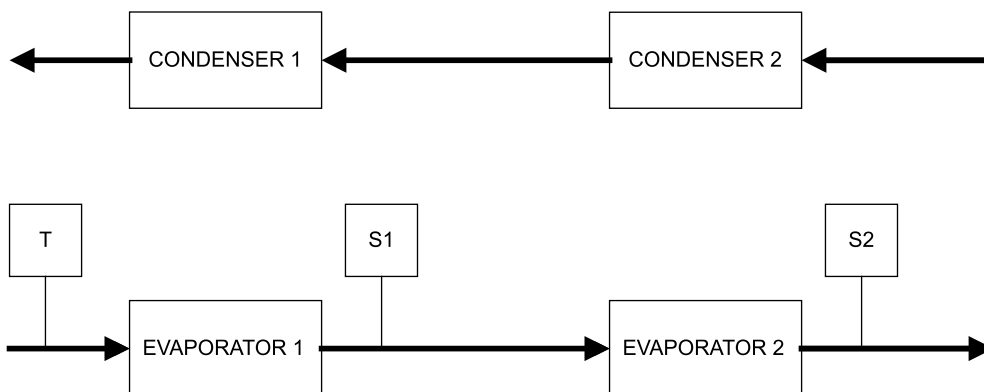 CONDENSER 1
CONDENSER 2
T
S1
S2
EVAPORATOR 1
EVAPORATOR 2